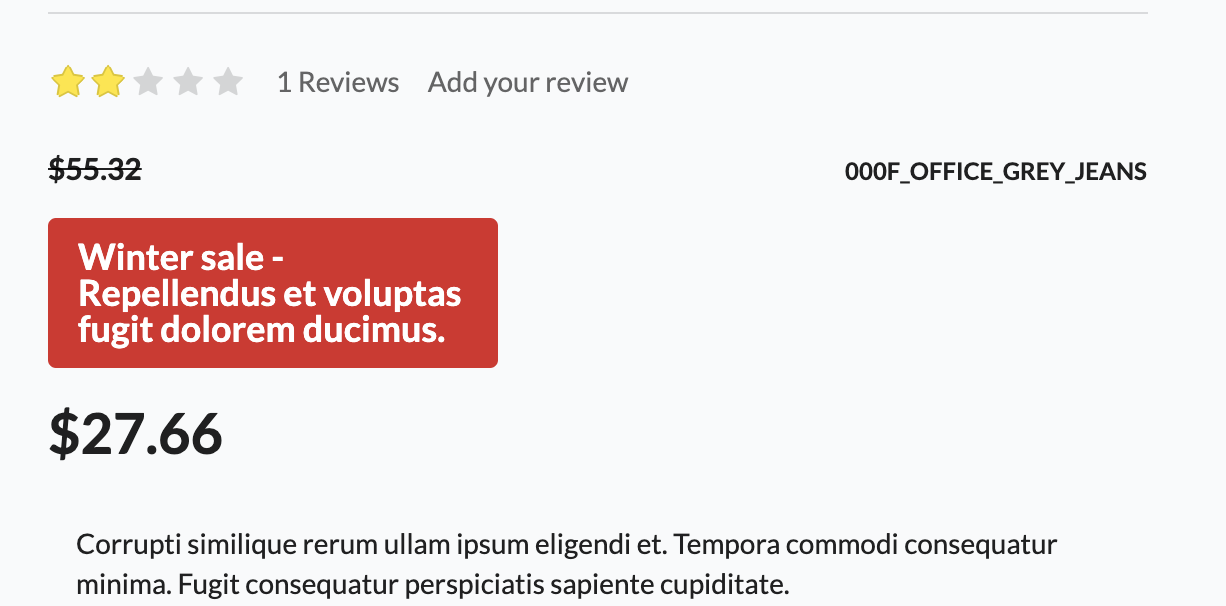 1 Reviews Add your review
$55.32
000F_OFFICE_GREY_JEANS
Winter sale -
Repellendus et voluptas
fugit dolorem ducimus.
$27.66
Corrupti similique rerum ullam ipsum eligendi et. Tempora commodi consequatur
minima. Fugit consequatur perspiciatis sapiente cupiditate.